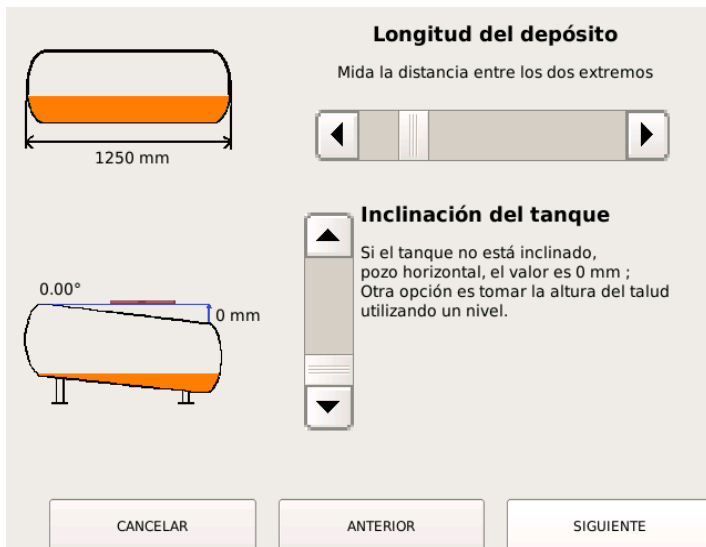 Longitud del depósito
Mida la distancia entre los dos extremos
1250 mm
Inclinación del tanque
Si el tanque no está inclinado,
pozo horizontal, el valor es 0 mm ;
Otra opción es tomar la altura del talud
utilizando un nivel.
0.00°
0 mm
CANCELAR
ANTERIOR
SIGUIENTE